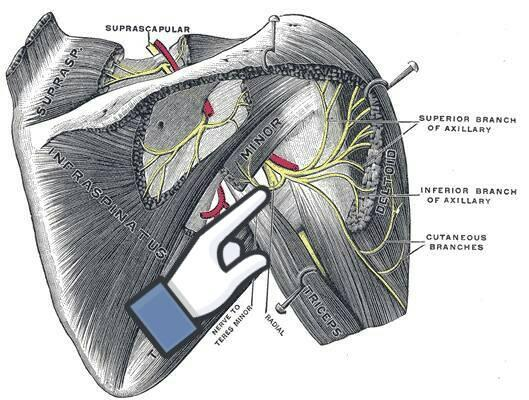 SUPRASCAPULAR
SUPRASP.
MINOR
SUPERIOR BRANCH
OF AXILLARY
INFRASPINATUS
DELTOID
INFERIOR BRANCH
OF AXILLARY
CUTANEOUS
BRANCHES
NERVE TO
TERES MINOR
RADIAL
TRICEPS
T